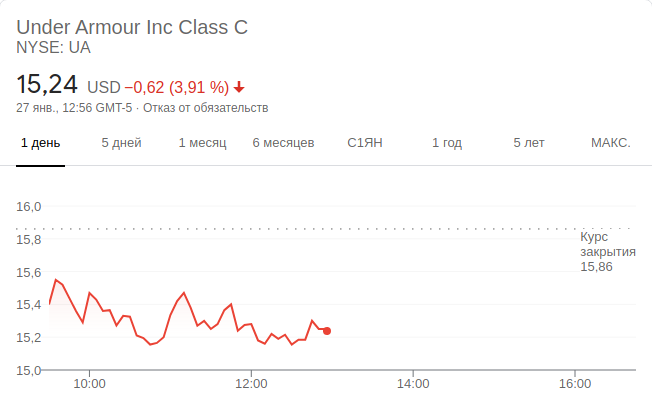 Under Armour Inc Class C
NYSE: UA
15,24 USD −0,62 (3,91 %)
27 янв., 12:56 GMT-5 · Отказ от обязательств
1 день 5 дней 1 месяц 6 месяцев С1ЯН 1 год 5 лет МАКС.
16,0
15,8
Курс
закрытия
15,86
15,6
15,4
15,2
15,0
10:00 12:00 14:00 16:00